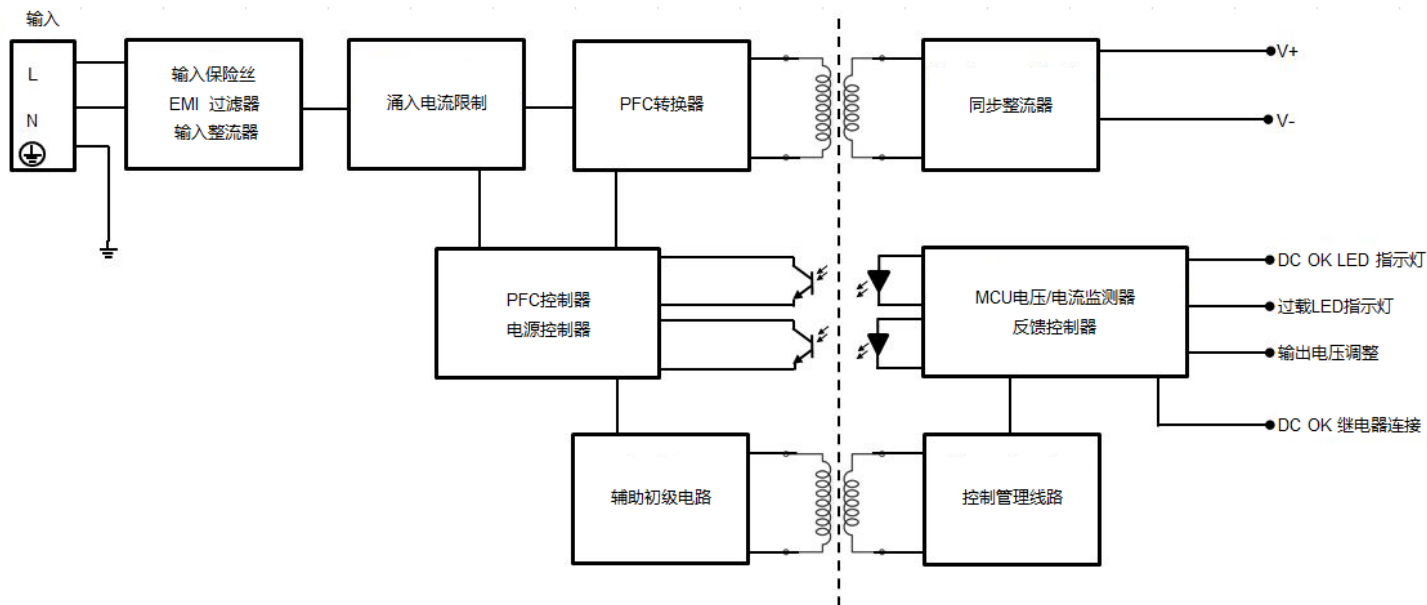 输入
L
N
输入保险丝
EMI 过滤器
输入整流器
涌入电流限制
PFC转换器
同步整流器
V+
V-
PFC控制器
电源控制器
MCU电压/电流监测器
反馈控制器
DC OK LED 指示灯
过载LED指示灯
输出电压调整
DC OK 继电器连接
辅助初级电路
控制管理线路